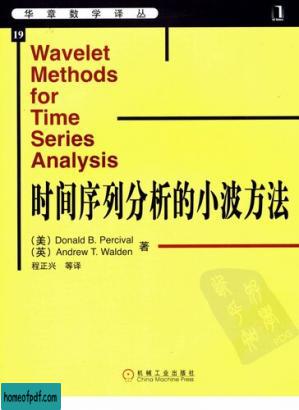 华章数学译丛
19
Wavelet
Methods
for
Time
Series
Analysis
时间序列分析的小波方法
(美) Donald B. Percival
(英) Andrew T. Walden
著
程正兴 等译
机械工业出版社
China Machine Press
homeofpdf.com
homeofpdf.com